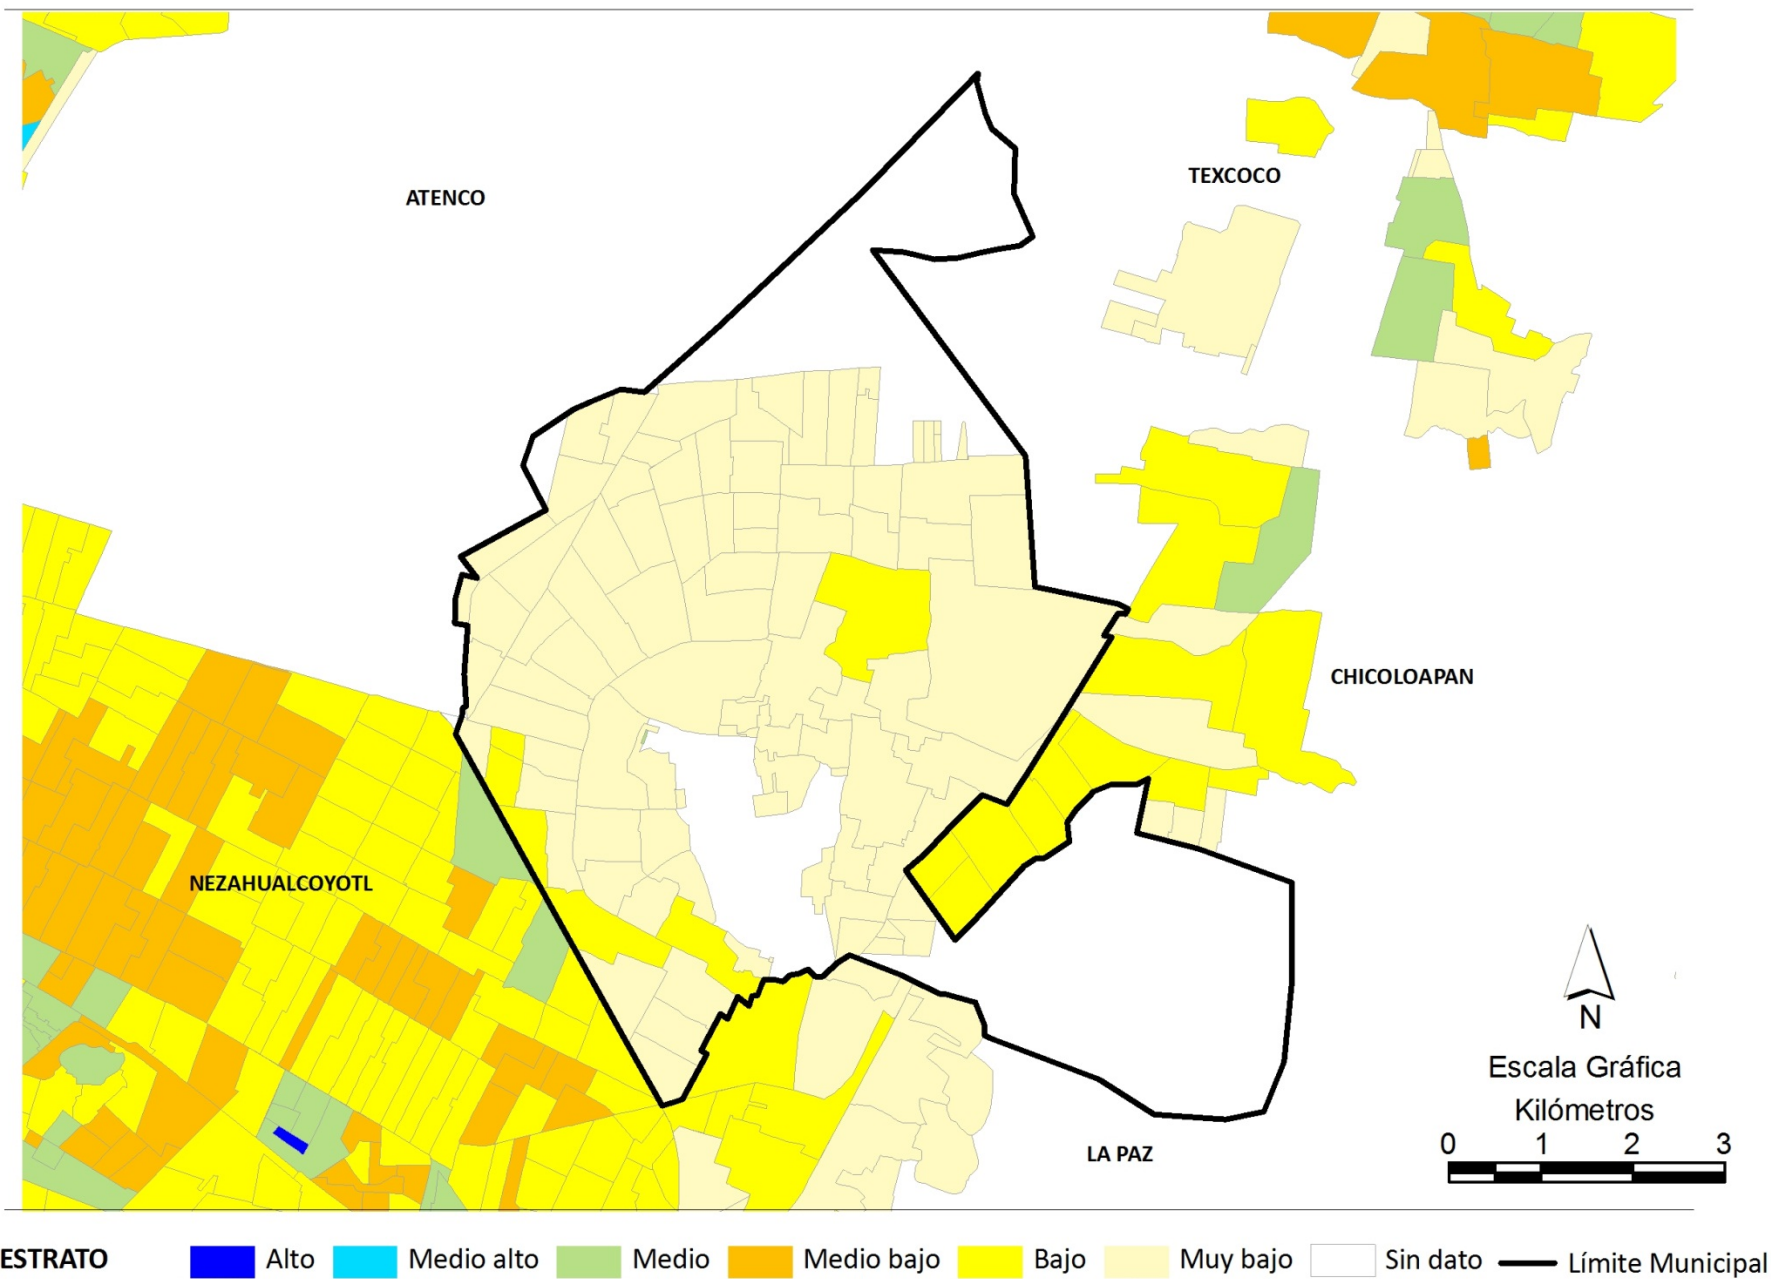 ATENCO
TEXCOCO
CHICOLOAPAN
NEZAHUALCOYOTL
LA PAZ
N
Escala Gráfica
Kilómetros
0 1 2 3
ESTRATO Alto Medio alto Medio Medio bajo Bajo Muy bajo Sin dato Límite Municipal